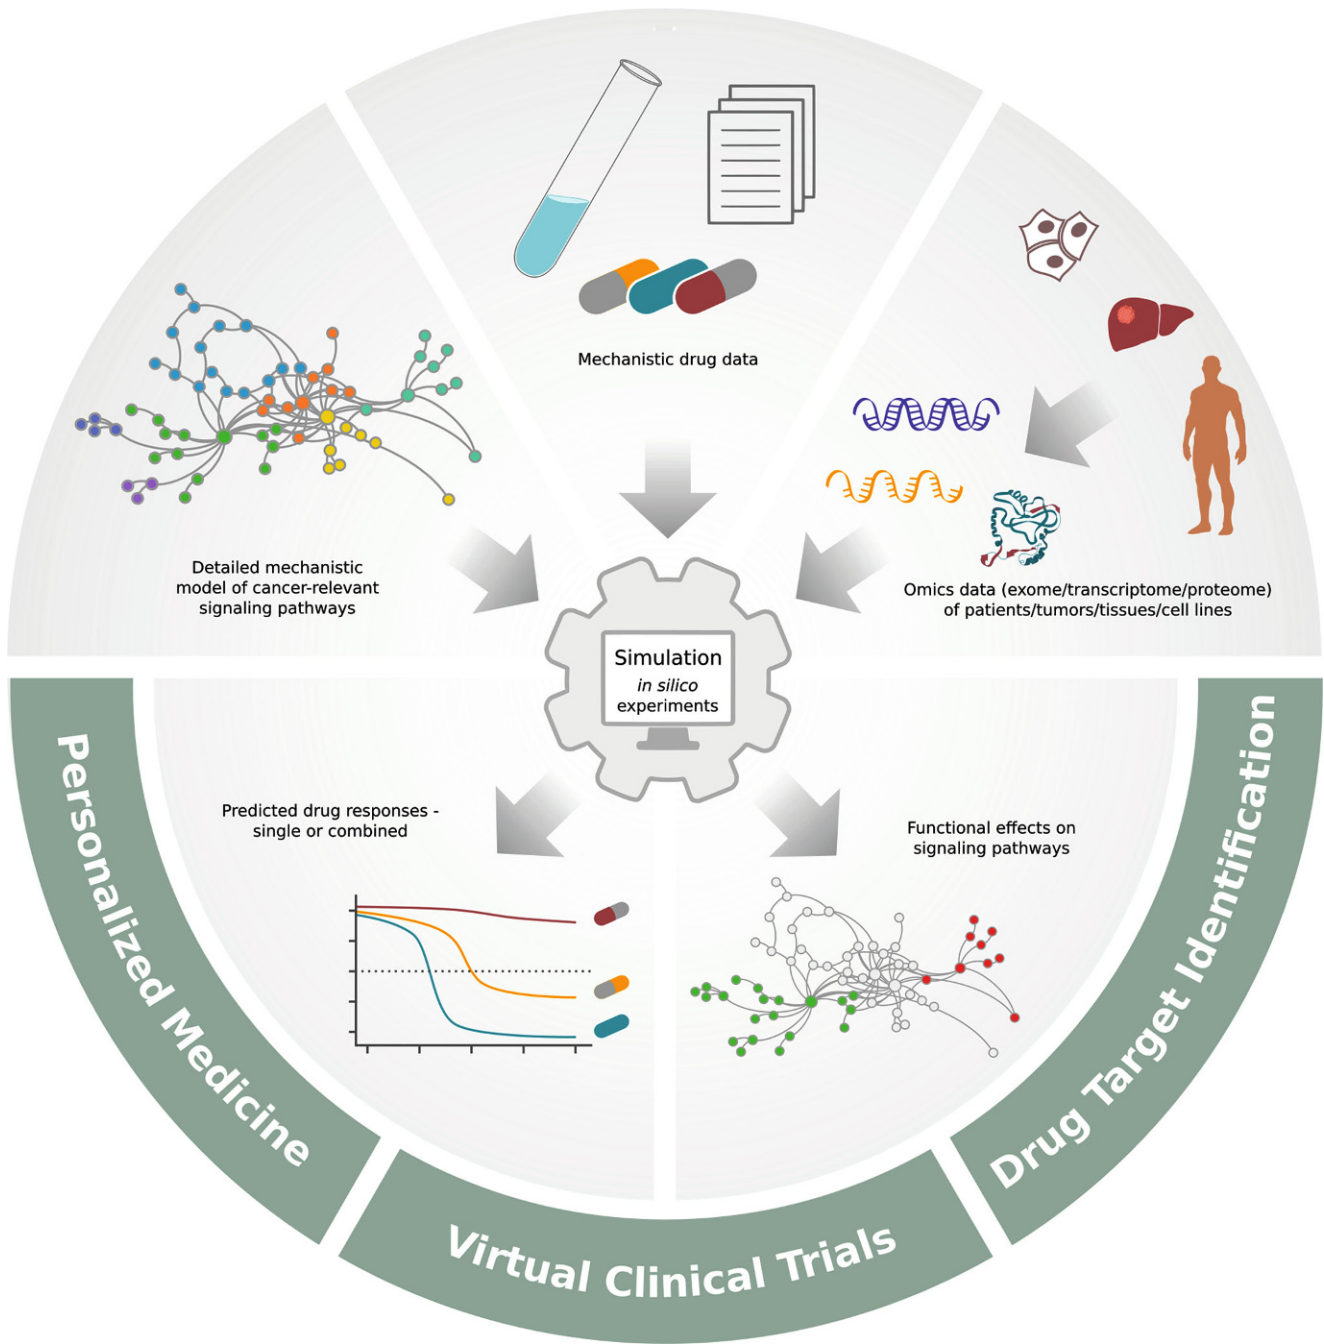 Mechanistic drug data
Detailed mechanistic
model of cancer-relevant
signaling pathways
Omics data (exome/transcriptome/proteome)
of patients/tumors/tissues/cell lines
Simulation
in silico
experiments
Predicted drug responses -
single or combined
Functional effects on
signaling pathways
Personalized Medicine
Virtual Clinical Trials
Drug Target Identification